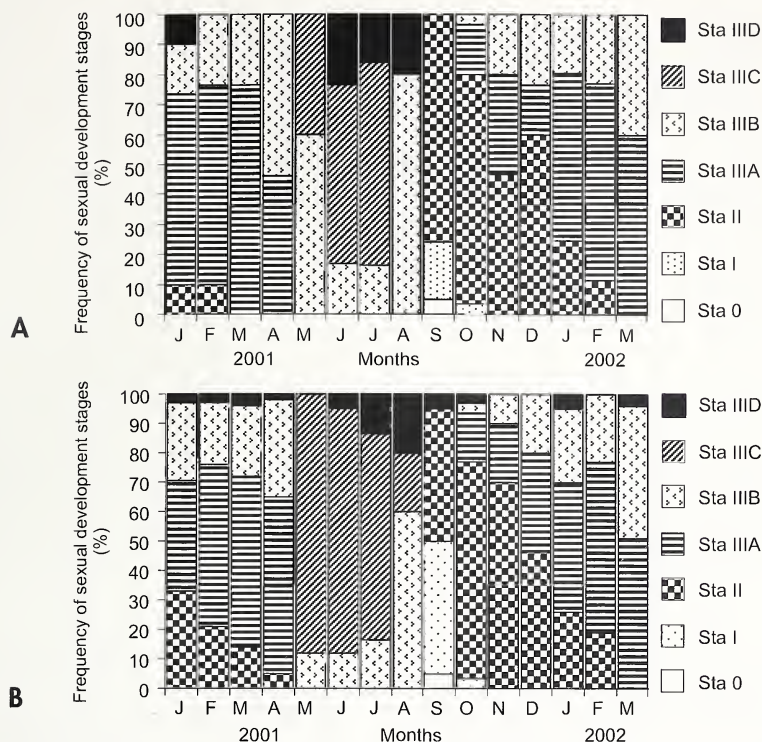 Frequency of sexual development stages
(%)
100
90
80
70
60
50
40
30
20
10
0
J F M A M J J A S O N D J F M
2001 Months 2002
Sta IIID
Sta IIIC
Sta IIIB
Sta IIIA
Sta II
Sta I
Sta 0
A
Frequency of sexual development stages
(%)
100
90
80
70
60
50
40
30
20
10
0
J F M A M J J A S O N D J F M
2001 Months 2002
Sta IIID
Sta IIIC
Sta IIIB
Sta IIIA
Sta II
Sta I
Sta 0
B